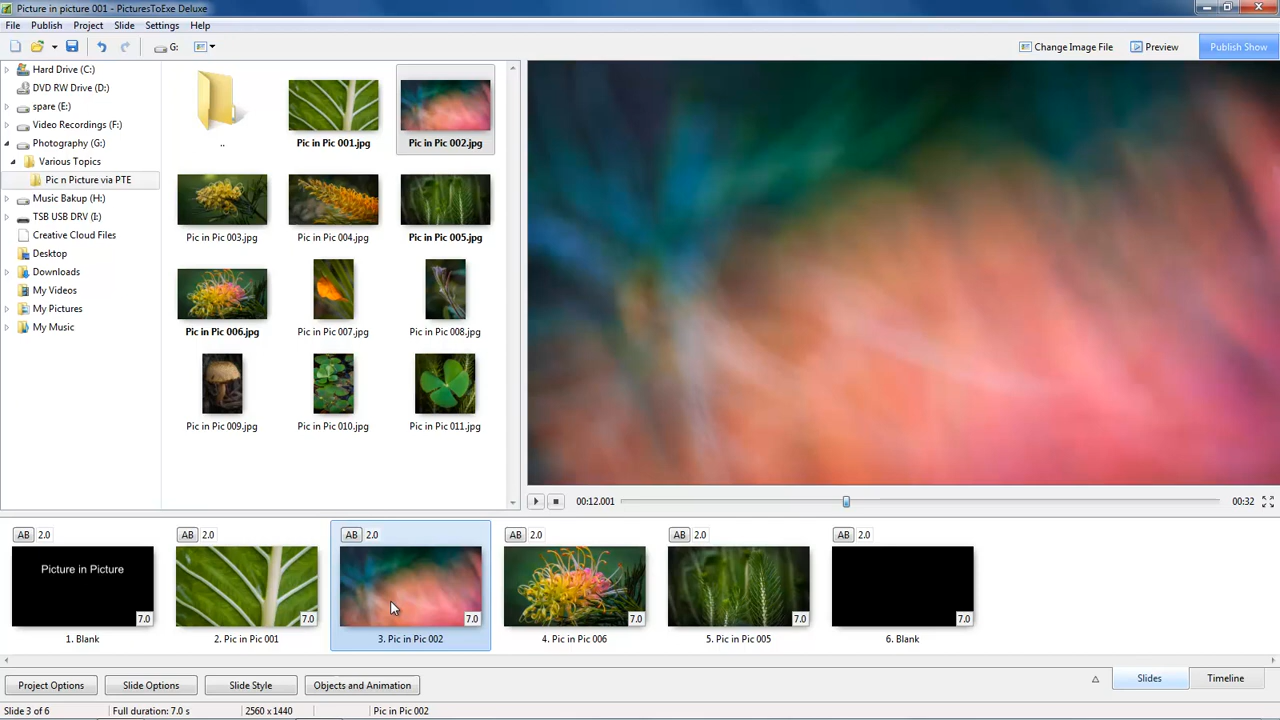 Picture in picture 001 - PicturesToExe Deluxe
File Publish Project Slide Settings Help
G:
Change Image File
Preview
Publish Show
Hard Drive (C:)
DVD RW Drive (D:)
spare (E:)
Video Recordings (F:)
Photography (G:)
Various Topics
Pic n Picture via PTE
Music Bakup (H:)
TSB USB DRV (I:)
Creative Cloud Files
Desktop
Downloads
My Videos
My Pictures
My Music
..
Pic in Pic 001.jpg
Pic in Pic 002.jpg
Pic in Pic 003.jpg
Pic in Pic 004.jpg
Pic in Pic 005.jpg
Pic in Pic 006.jpg
Pic in Pic 007.jpg
Pic in Pic 008.jpg
Pic in Pic 009.jpg
Pic in Pic 010.jpg
Pic in Pic 011.jpg
00:12.001
00:32
AB 2.0
AB 2.0
AB 2.0
AB 2.0
AB 2.0
Picture in Picture
7.0
7.0
7.0
7.0
7.0
7.0
1. Blank
2. Pic in Pic 001
3. Pic in Pic 002
4. Pic in Pic 006
5. Pic in Pic 005
6. Blank
Project Options
Slide Options
Slide Style
Objects and Animation
Slides
Timeline
Slide 3 of 6
Full duration: 7.0 s
2560 x 1440
Pic in Pic 002